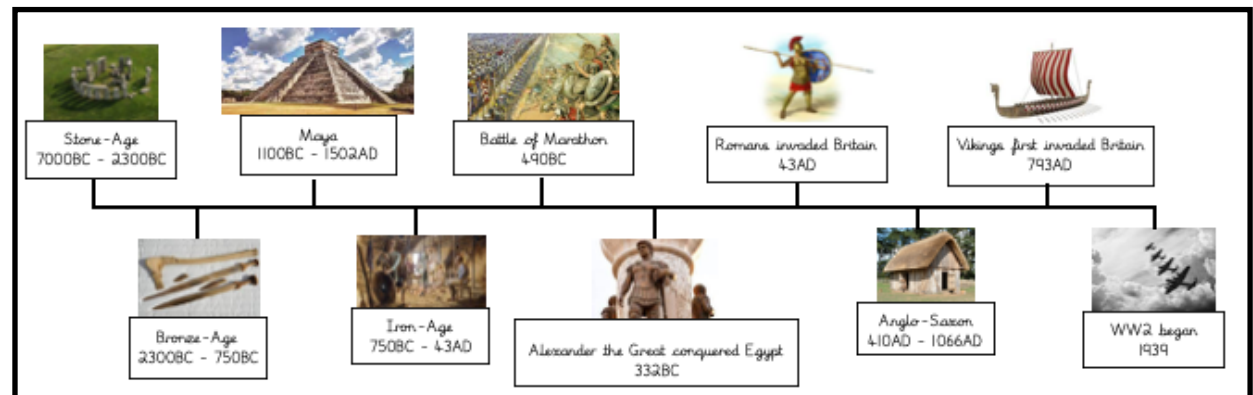 Stone-Age
7000BC - 2300BC
Maya
1100BC - 1502AD
Battle of Marathon
490BC
Romans invaded Britain
43AD
Vikings first invaded Britain
793AD
Bronze-Age
2300BC - 750BC
Iron-Age
750BC - 43AD
Alexander the Great conquered Egypt
332BC
Anglo-Saxon
410AD - 1066AD
WW2 began
1939